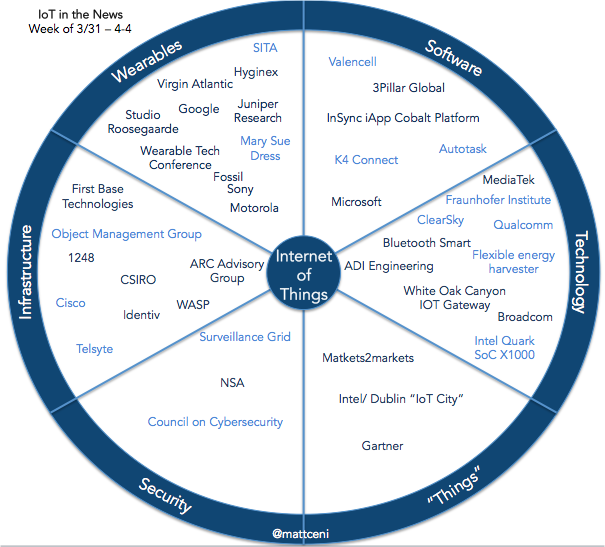 IoT in the News
Week of 3/31 – 4-4
Wearables
SITA
Hyginex
Virgin Atlantic
Google
Juniper
Research
Studio
Roosegaarde
Mary Sue
Dress
Wearable Tech
Conference
Fossil
Sony
Motorola
Software
Valencell
3Pillar Global
InSync iApp Cobalt Platform
Autotask
K4 Connect
Microsoft
Technology
MediaTek
Fraunhofer Institute
ClearSky
Qualcomm
Bluetooth Smart
Flexible energy
harvester
ADI Engineering
White Oak Canyon
IOT Gateway
Broadcom
Intel Quark
SoC X1000
"Things"
Matkets2markets
Intel/ Dublin “IoT City”
Gartner
Security
Surveillance Grid
NSA
Council on Cybersecurity
Infrastructure
First Base
Technologies
Object Management Group
1248
ARC Advisory
Group
CSIRO
Cisco
WASP
Identiv
Telsyte
Internet
of
Things
@mattceni